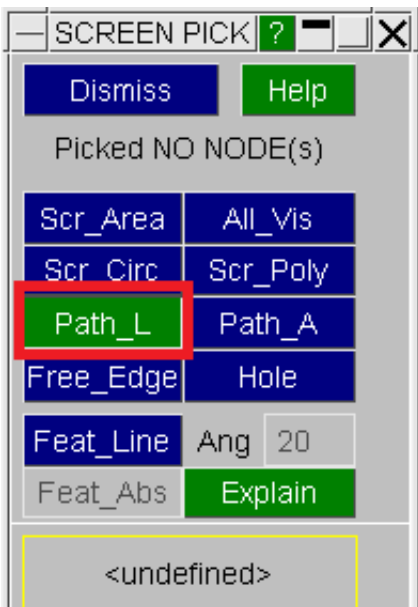 SCREEN PICK ?
Dismiss Help
Picked NO NODE(s)
Scr_Area All_Vis
Scr_Circ Scr_Poly
Path_L Path_A
Free_Edge Hole
Feat_Line Ang 20
Feat_Abs Explain
<undefined>